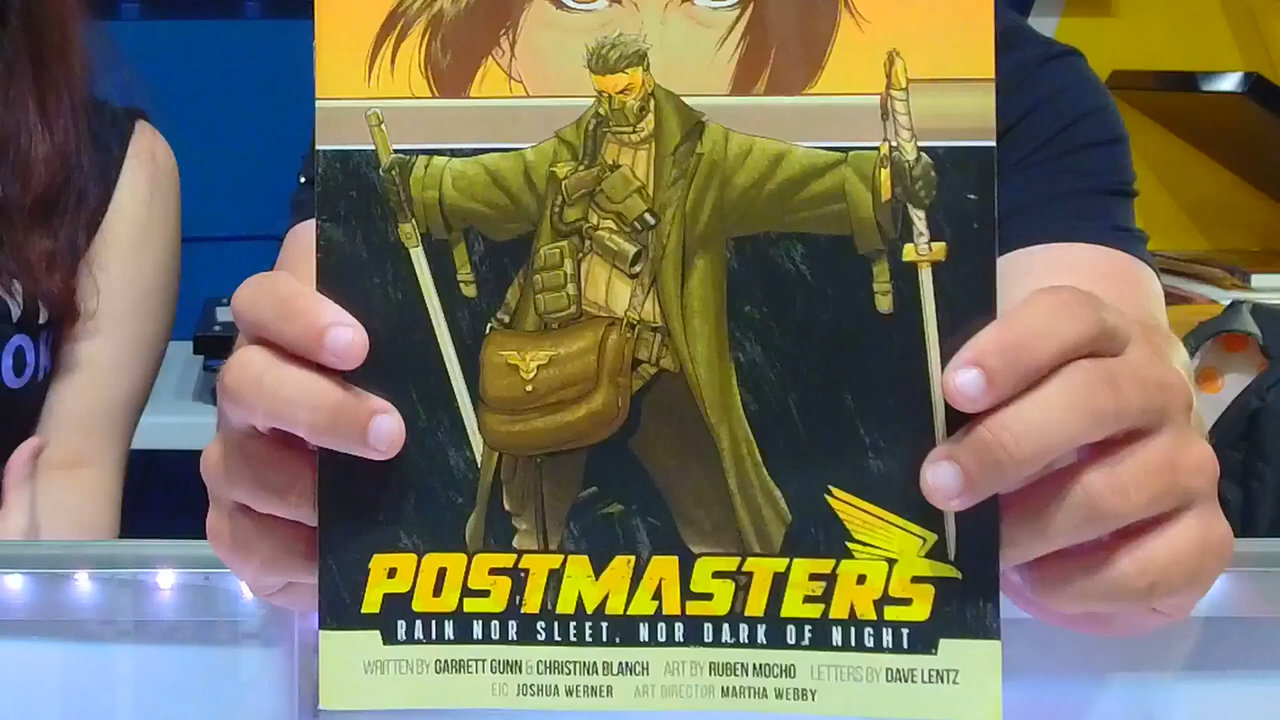 POSTMASTERS
RAIN NOR SLEET, NOR DARK OF NIGHT
WRITTEN BY GARRETT GUNN & CHRISTINA BLANCH ART BY RUBEN MOCHO LETTERS BY DAVE LENTZ
EIC JOSHUA WERNER ART DIRECTOR MARTHA WEBBY